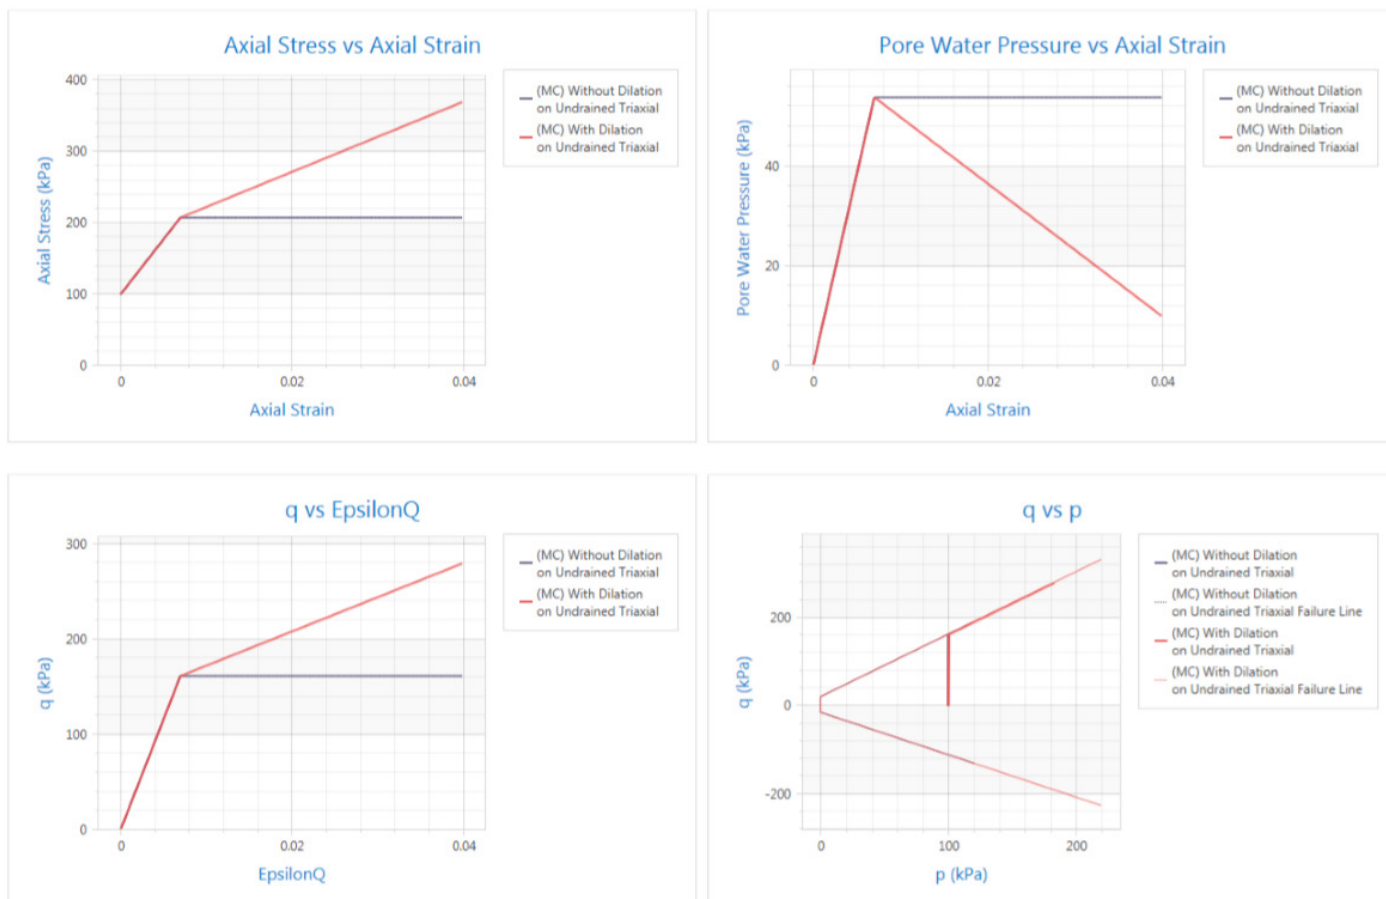 Axial Stress vs Axial Strain
400
300
200
100
0
0
0.02
0.04
Axial Stress (kPa)
Axial Strain
(MC) Without Dilation
on Undrained Triaxial
(MC) With Dilation
on Undrained Triaxial
Pore Water Pressure vs Axial Strain
40
20
0
0
0.02
0.04
Pore Water Pressure (kPa)
Axial Strain
(MC) Without Dilation
on Undrained Triaxial
(MC) With Dilation
on Undrained Triaxial
q vs EpsilonQ
300
200
100
0
0
0.02
0.04
q (kPa)
EpsilonQ
(MC) Without Dilation
on Undrained Triaxial
(MC) With Dilation
on Undrained Triaxial
q vs p
200
0
-200
0
100
200
q (kPa)
p (kPa)
(MC) Without Dilation
on Undrained Triaxial
(MC) Without Dilation
on Undrained Triaxial Failure Line
(MC) With Dilation
on Undrained Triaxial
(MC) With Dilation
on Undrained Triaxial Failure Line